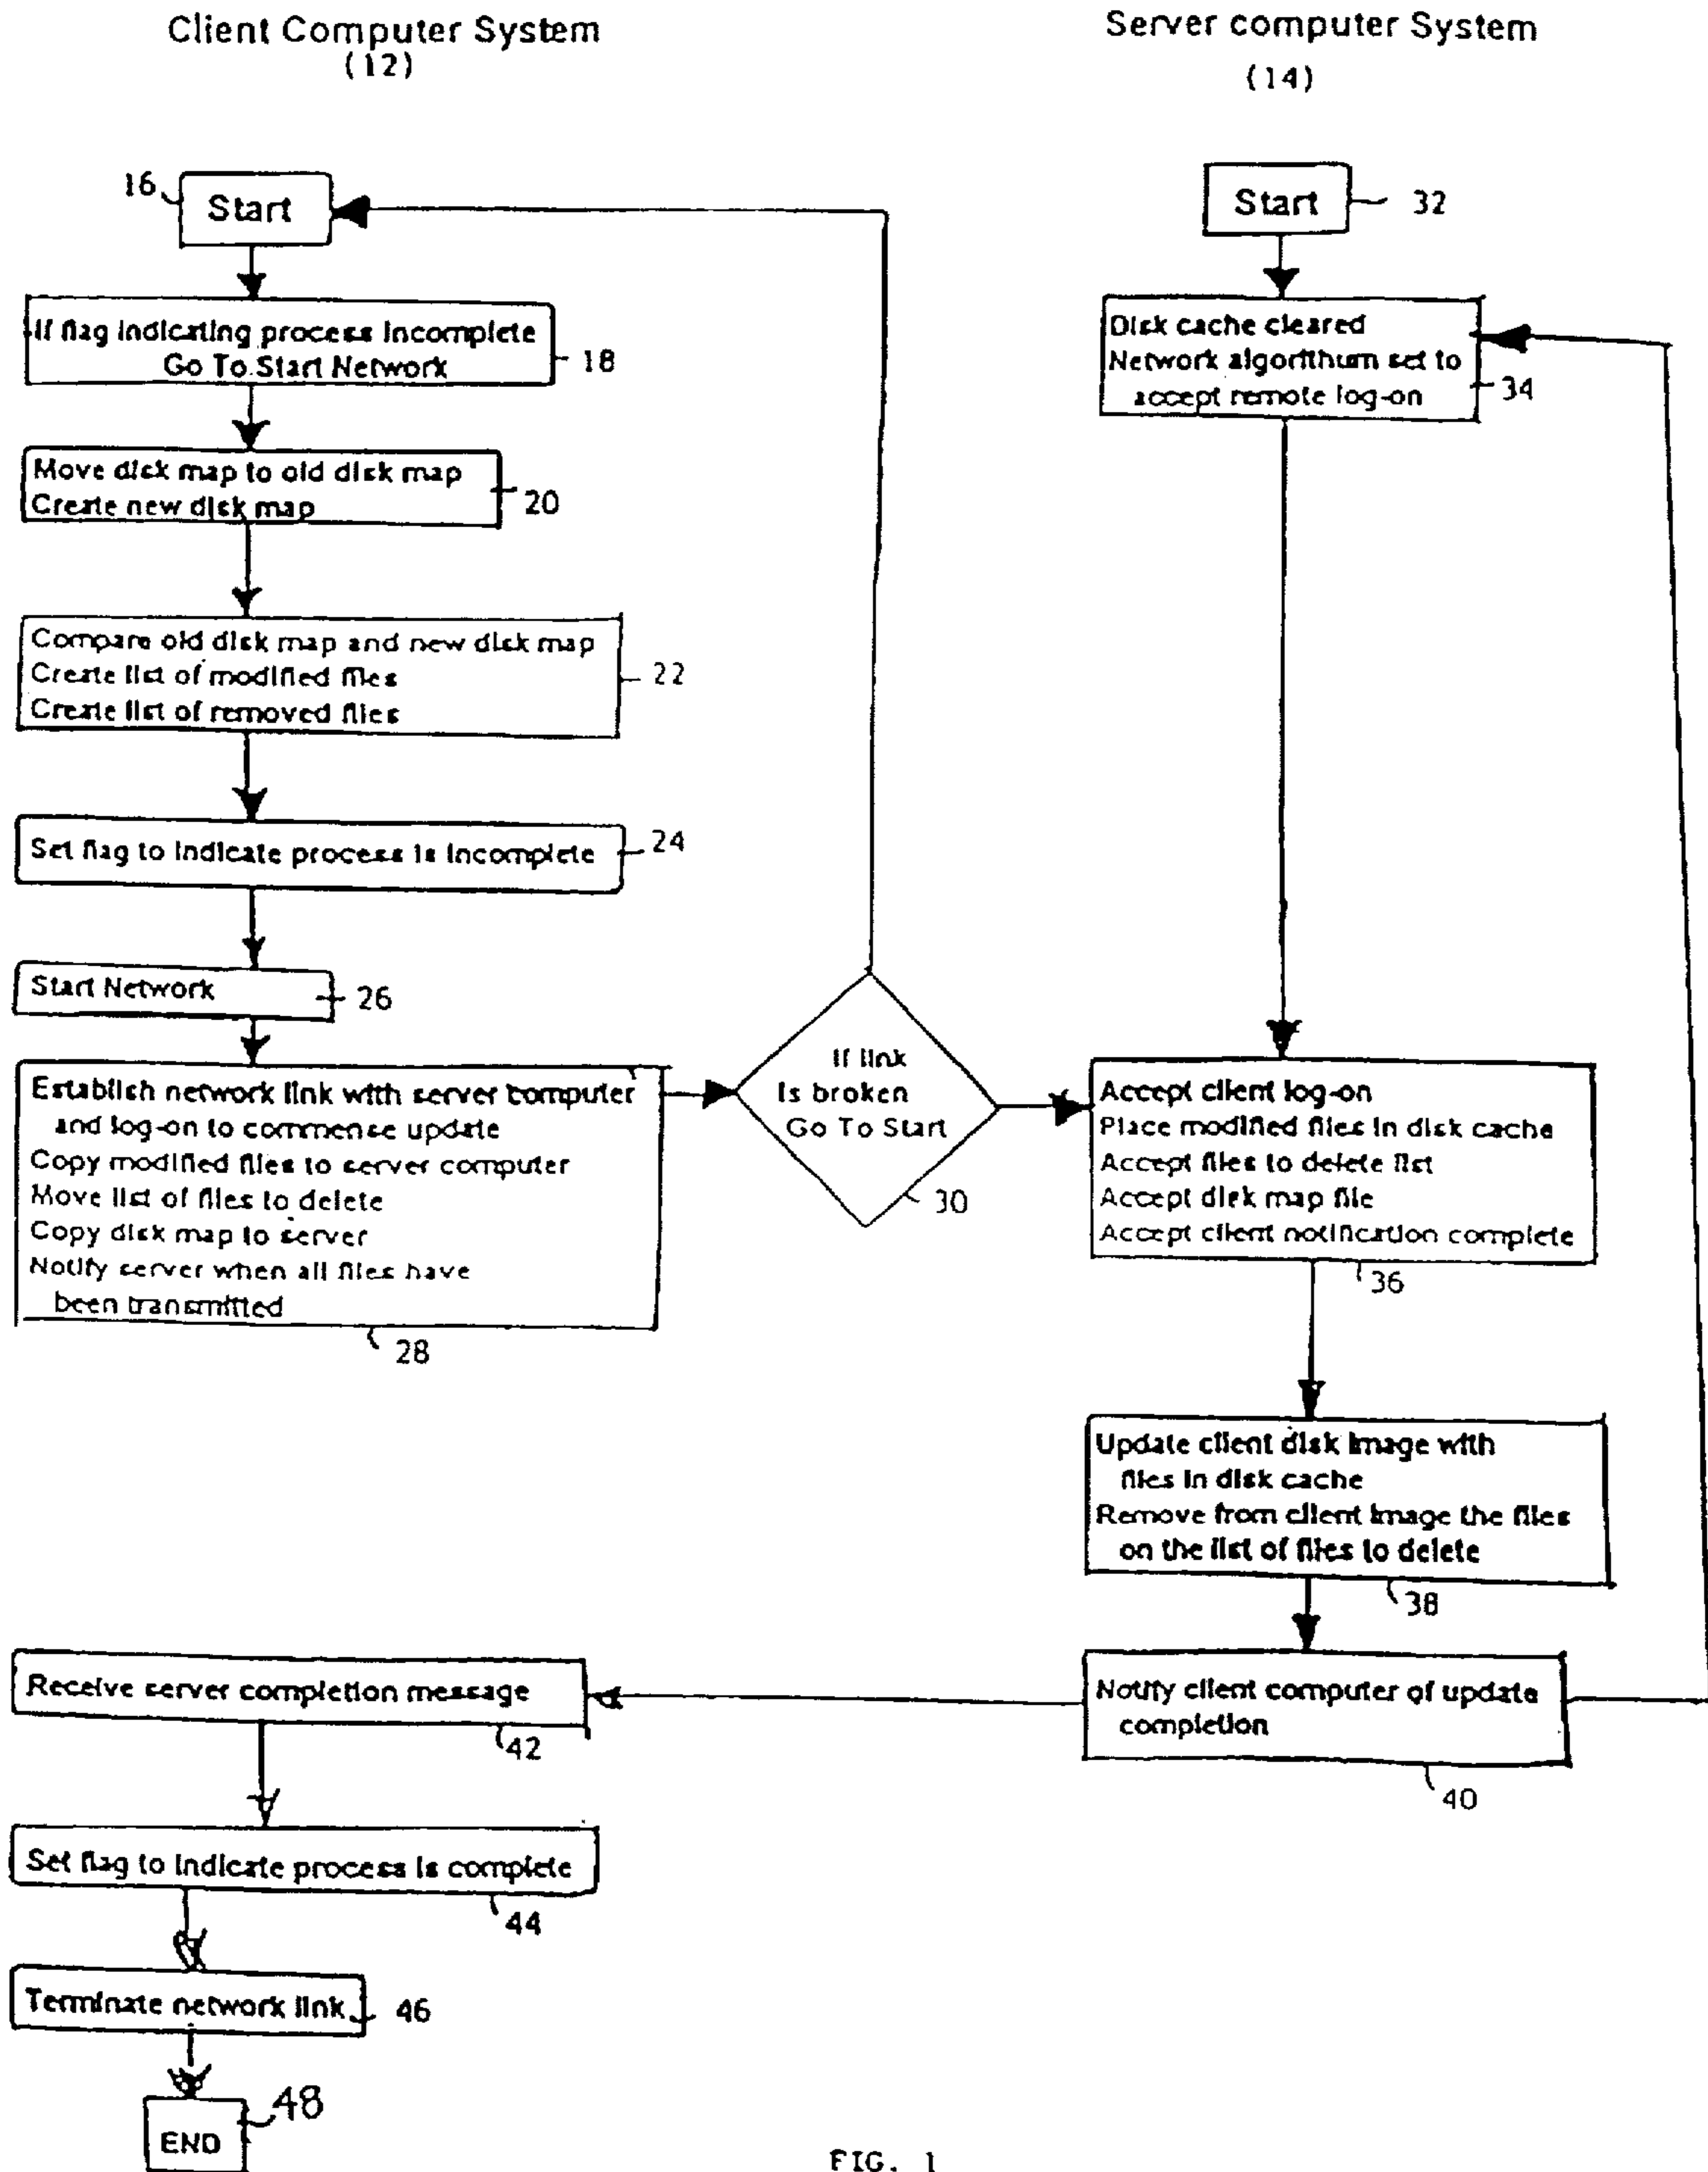 Client Computer System
(12)
Server computer System
(14)
16
Start
If flag indicating process incomplete
Go To Start Network
18
Move disk map to old disk map
Create new disk map
20
Compare old disk map and new disk map
Create list of modified files
Create list of removed files
22
Set flag to indicate process is incomplete
24
Start Network
26
Establish network link with server computer
and log-on to commense update
Copy modified files to server computer
Move list of files to delete
Copy disk map to server
Notify server when all files have
been transmitted
28
If link
is broken
Go To Start
30
Start
32
Disk cache cleared
Network algorithum set to
accept remote log-on
34
Accept client log-on
Place modified files in disk cache
Accept files to delete list
Accept disk map file
Accept client notification complete
36
Update client disk image with
files in disk cache
Remove from client image the files
on the list of files to delete
38
Notify client computer of update
completion
40
Receive server completion message
42
Set flag to indicate process is complete
44
Terminate network link
46
END
48
FIG. 1